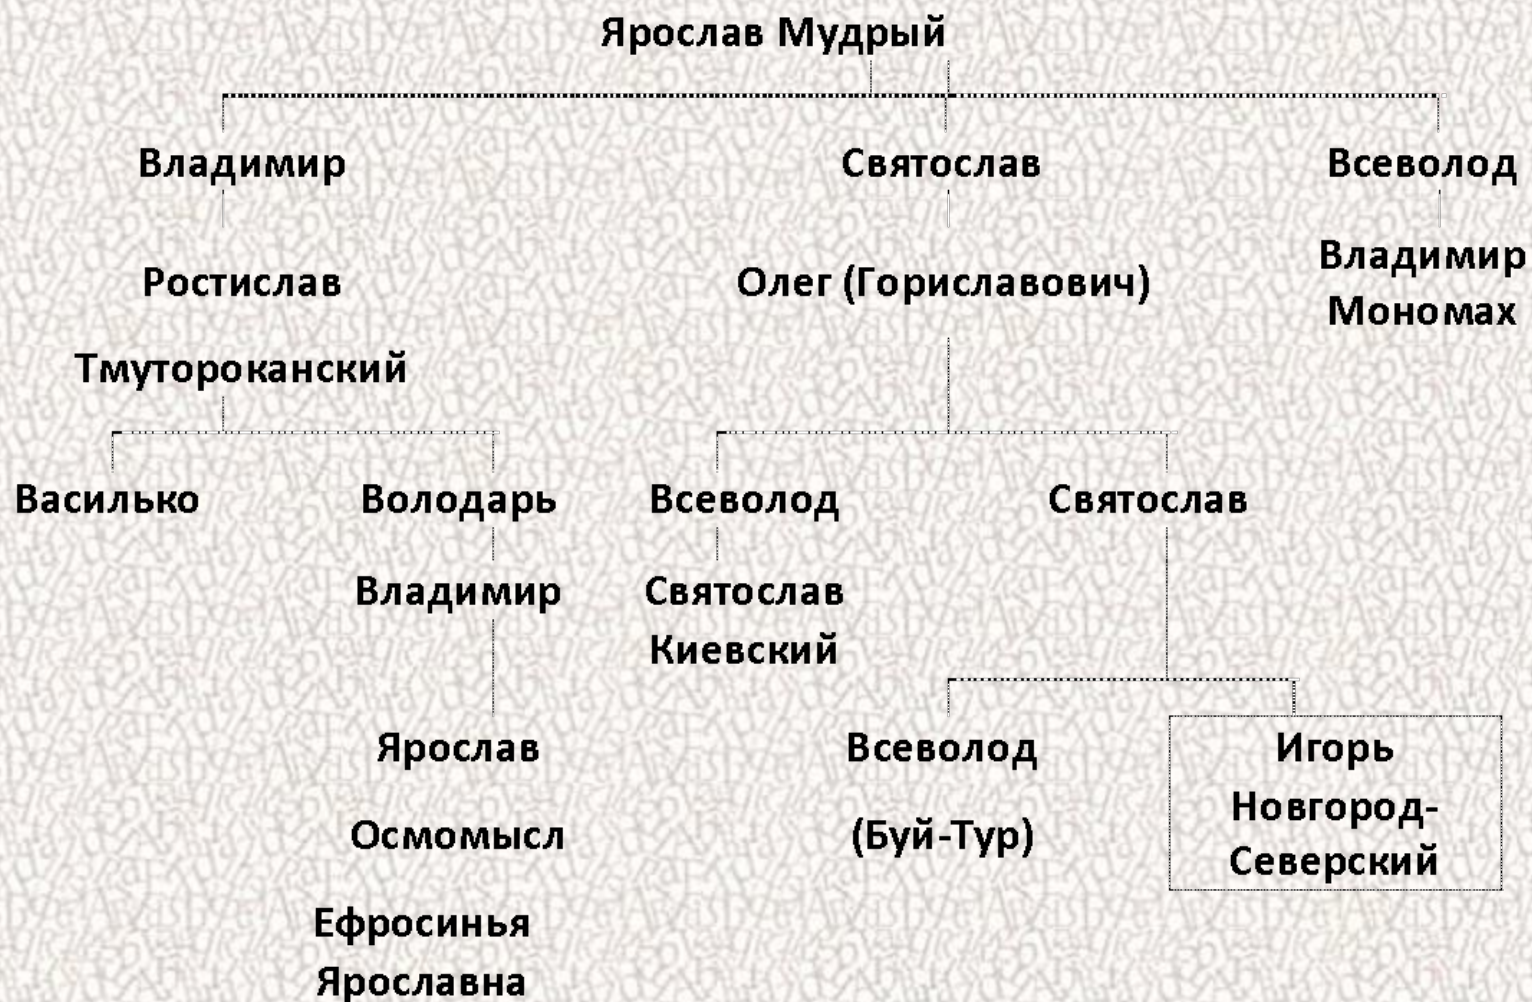 Ярослав Мудрый
Владимир
Святослав
Всеволод
Ростислав
Тмутороканский
Олег (Гориславович)
Владимир
Мономах
Василько
Володарь
Всеволод
Святослав
Владимир
Святослав
Киевский
Ярослав
Осмомысл
Ефросинья
Ярославна
Всеволод
(Буй-Тур)
Игорь
Новгород-
Северский